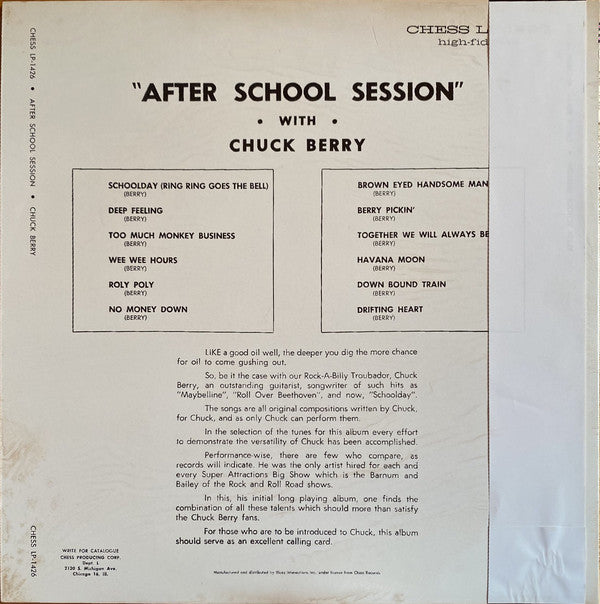 CHESS L
high-fid
"AFTER SCHOOL SESSION"
• WITH •
CHUCK BERRY
SCHOOLDAY (RING RING GOES THE BELL)
(BERRY)
DEEP FEELING
(BERRY)
TOO MUCH MONKEY BUSINESS
(BERRY)
WEE WEE HOURS
(BERRY)
ROLY POLY
(BERRY)
NO MONEY DOWN
(BERRY)
BROWN EYED HANDSOME MAN
(BERRY)
BERRY PICKIN'
(BERRY)
TOGETHER WE WILL ALWAYS BE
(BERRY)
HAVANA MOON
(BERRY)
DOWN BOUND TRAIN
(BERRY)
DRIFTING HEART
(BERRY)
LIKE a good oil well, the deeper you dig the more chance
for oil to come gushing out.
So, be it the case with our Rock-A-Billy Troubador, Chuck
Berry, an outstanding guitarist, songwriter of such hits as
"Maybelline", "Roll Over Beethoven", and now, "Schoolday".
The songs are all original compositions written by Chuck,
for Chuck, and as only Chuck can perform them.
In the selection of the tunes for this album every effort
to demonstrate the versatility of Chuck has been accomplished.
Performance-wise, there are few who compare, as
records will indicate. He was the only artist hired for each and
every Super Attractions Big Show which is the Barnum and
Bailey of the Rock and Roll Road shows.
In this, his initial long playing album, one finds the
combination of all these talents which should more than satisfy
the Chuck Berry fans.
For those who are to be introduced to Chuck, this album
should serve as an excellent calling card.
WRITE FOR CATALOGUE
CHESS PRODUCING CORP.
Dept. L
2120 S. Michigan Ave.
Chicago 16, Ill.
Manufactured and distributed by Music Interactions Inc. under license from Chess Records
CHESS LP-1426 • AFTER SCHOOL SESSION • CHUCK BERRY
CHESS LP-1426